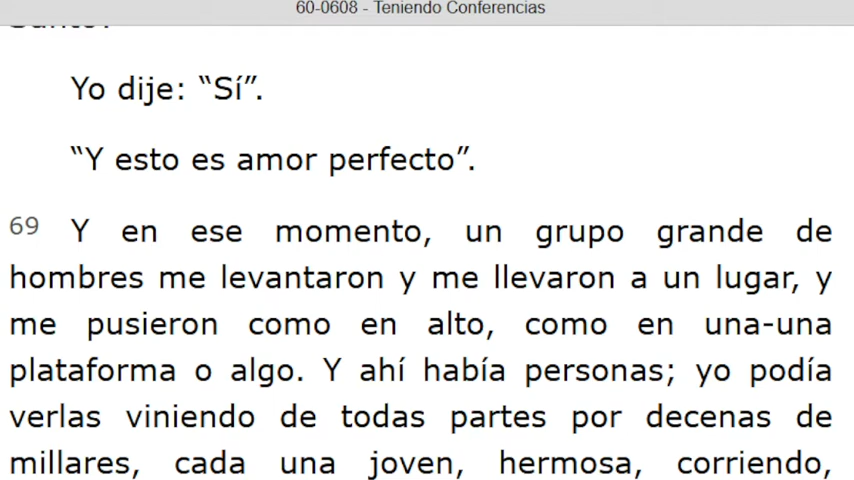 60-0608 - Teniendo Conferencias
Yo dije: “Sí”.
“Y esto es amor perfecto”.
69 Y en ese momento, un grupo grande de
hombres me levantaron y me llevaron a un lugar, y
me pusieron como en alto, como en una-una
plataforma o algo. Y ahí había personas; yo podía
verlas viniendo de todas partes por decenas de
millares, cada una joven, hermosa, corriendo,